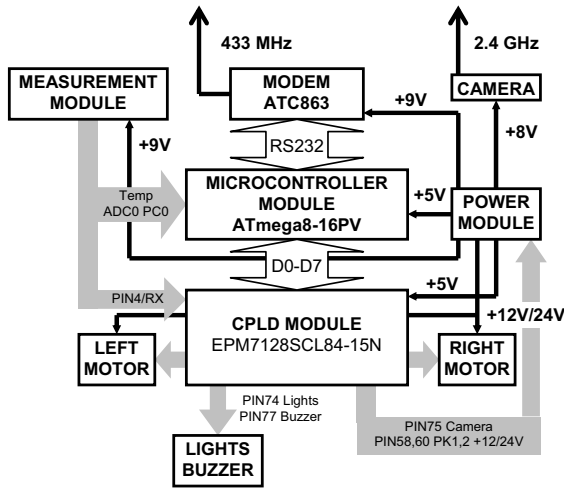 433 MHz
2.4 GHz
MEASUREMENT
MODULE
MODEM
ATC863
CAMERA
+9V
+9V
+8V
RS232
Temp
ADC0 PC0
MICROCONTROLLER
MODULE
ATmega8-16PV
+5V
POWER
MODULE
D0-D7
PIN4/RX
+5V
+12V/24V
CPLD MODULE
EPM7128SCL84-15N
LEFT
MOTOR
RIGHT
MOTOR
PIN74 Lights
PIN77 Buzzer
PIN75 Camera
PIN58,60 PK1,2 +12/24V
LIGHTS
BUZZER